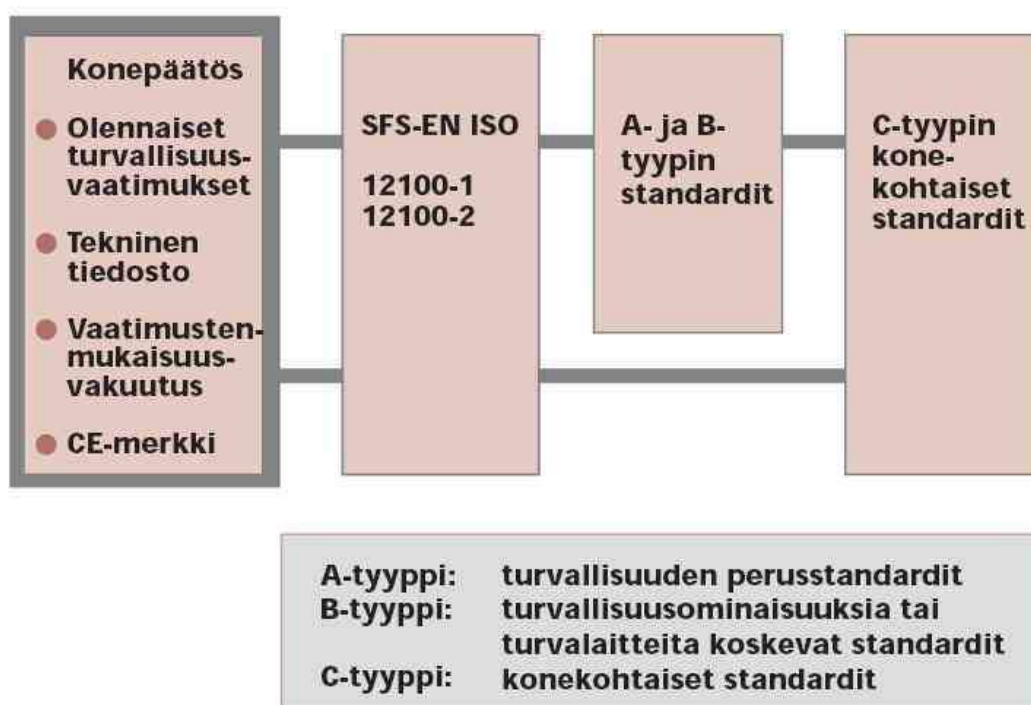 Konepäätös
Olennaiset
turvallisuus-
vaatimukset
Tekninen
tiedosto
Vaatimusten-
mukaisuus-
vakuutus
CE-merkki
SFS-EN ISO
12100-1
12100-2
A- ja B-
tyypin
standardit
C-tyypin
kone-
kohtaiset
standardit
A-tyyppi: turvallisuuden perusstandardit
B-tyyppi: turvallisuusominaisuuksia tai
turvalaitteita koskevat standardit
C-tyyppi: konekohtaiset standardit